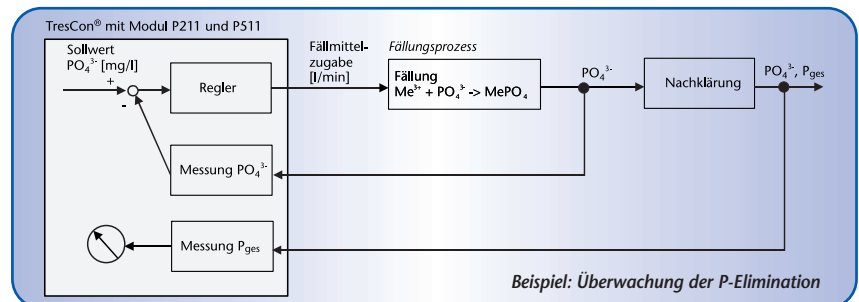 TresCon® mit Modul P211 und P511
Sollwert
PO₄³⁻ [mg/l]
+
-
Regler
Fällmittel-
zugabe
[l/min]
Fällungsprozess
Fällung
Me³⁺ + PO₄³⁻ -> MePO₄
PO₄³⁻
Nachklärung
PO₄³⁻, Pges
Messung PO₄³⁻
Messung Pges
Beispiel: Überwachung der P-Elimination